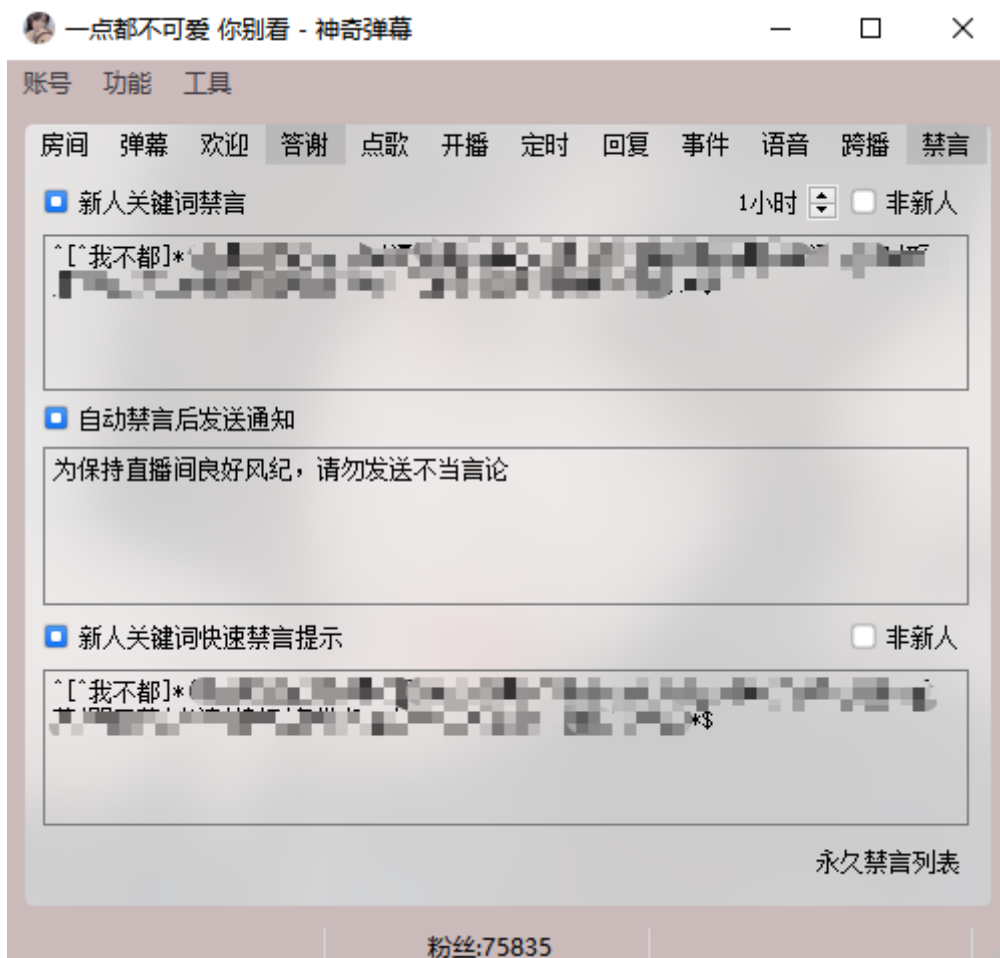 一点都不可爱 你别看 - 神奇弹幕
账号 功能 工具
房间 弹幕 欢迎 答谢 点歌 开播 定时 回复 事件 语音 跨播 禁言
新人关键词禁言 1小时 非新人
^[^我不都]*
自动禁言后发送通知
为保持直播间良好风纪，请勿发送不当言论
新人关键词快速禁言提示 非新人
^[^我不都]*
*$
永久禁言列表
粉丝:75835